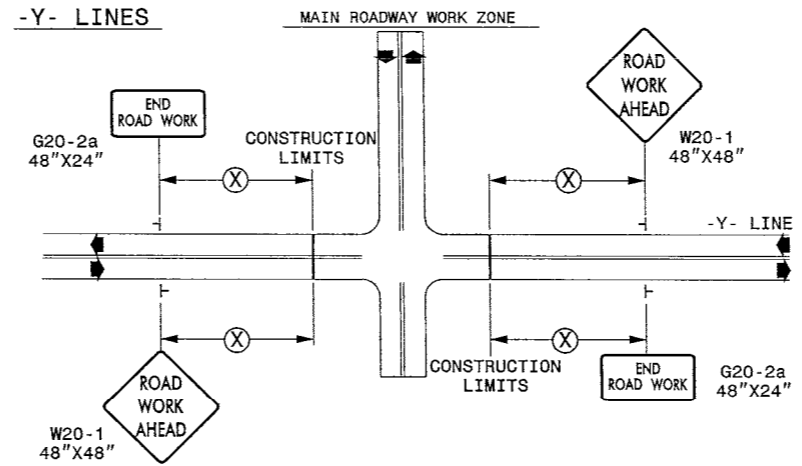 -Y- LINES
MAIN ROADWAY WORK ZONE
END
ROAD WORK
G20-2a
48"X24"
CONSTRUCTION
LIMITS
X
X
ROAD
WORK
AHEAD
W20-1
48"X48"
-Y- LINE
X
X
ROAD
WORK
AHEAD
W20-1
48"X48"
CONSTRUCTION
LIMITS
END
ROAD WORK
G20-2a
48"X24"